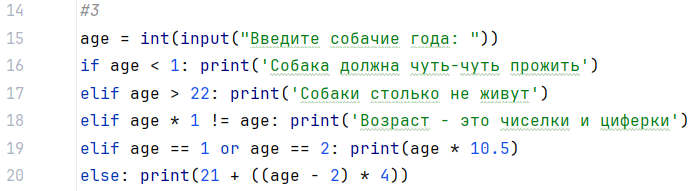 14 #3
15 age = int(input("Введите собачие года: "))
16 if age < 1: print('Собака должна чуть-чуть прожить')
17 elif age > 22: print('Собаки столько не живут')
18 elif age * 1 != age: print('Возраст - это чиселки и циферки')
19 elif age == 1 or age == 2: print(age * 10.5)
20 else: print(21 + ((age - 2) * 4))